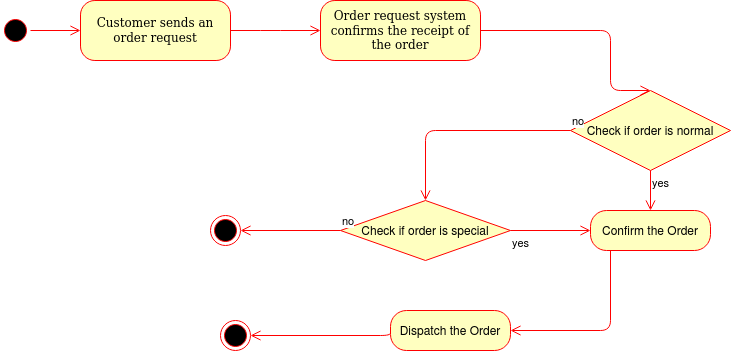 Customer sends an
order request
Order request system
confirms the receipt of
the order
no
Check if order is normal
yes
no
Check if order is special
yes
Confirm the Order
Dispatch the Order